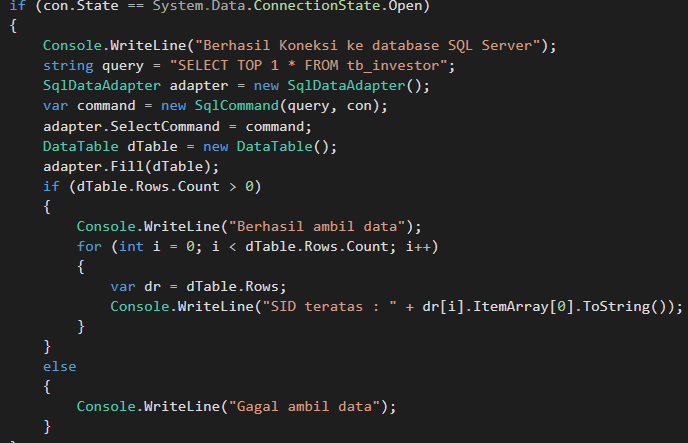 if (con.State == System.Data.ConnectionState.Open)
{
    Console.WriteLine("Berhasil Koneksi ke database SQL Server");
    string query = "SELECT TOP 1 * FROM tb_investor";
    SqlDataAdapter adapter = new SqlDataAdapter();
    var command = new SqlCommand(query, con);
    adapter.SelectCommand = command;
    DataTable dTable = new DataTable();
    adapter.Fill(dTable);
    if (dTable.Rows.Count > 0)
    {
        Console.WriteLine("Berhasil ambil data");
        for (int i = 0; i < dTable.Rows.Count; i++)
        {
            var dr = dTable.Rows;
            Console.WriteLine("SID teratas : " + dr[i].ItemArray[0].ToString());
        }
    }
    else
    {
        Console.WriteLine("Gagal ambil data");
    }